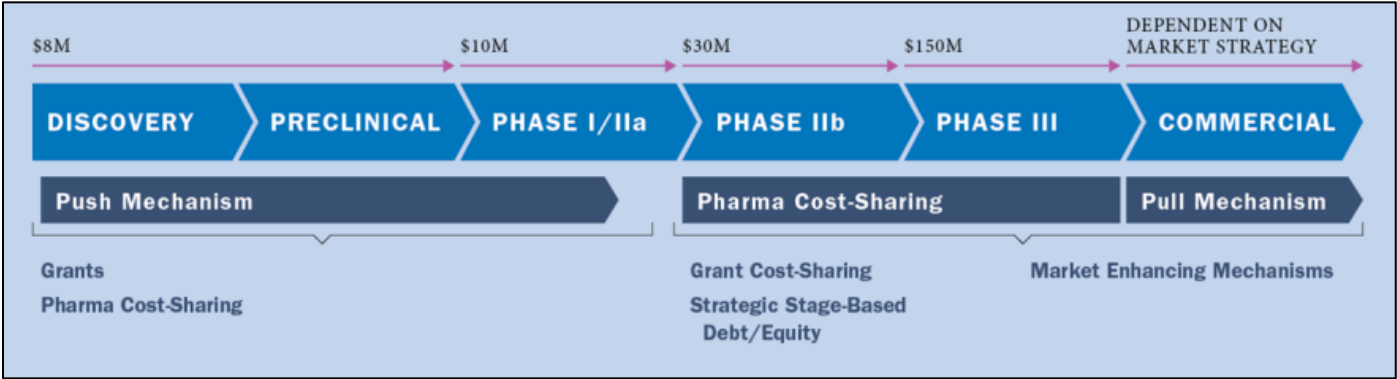 $8M
$10M
$30M
$150M
DEPENDENT ON
MARKET STRATEGY
DISCOVERY
PRECLINICAL
PHASE I/IIa
PHASE IIb
PHASE III
COMMERCIAL
Push Mechanism
Pharma Cost-Sharing
Pull Mechanism
Grants
Pharma Cost-Sharing
Grant Cost-Sharing
Strategic Stage-Based
Debt/Equity
Market Enhancing Mechanisms